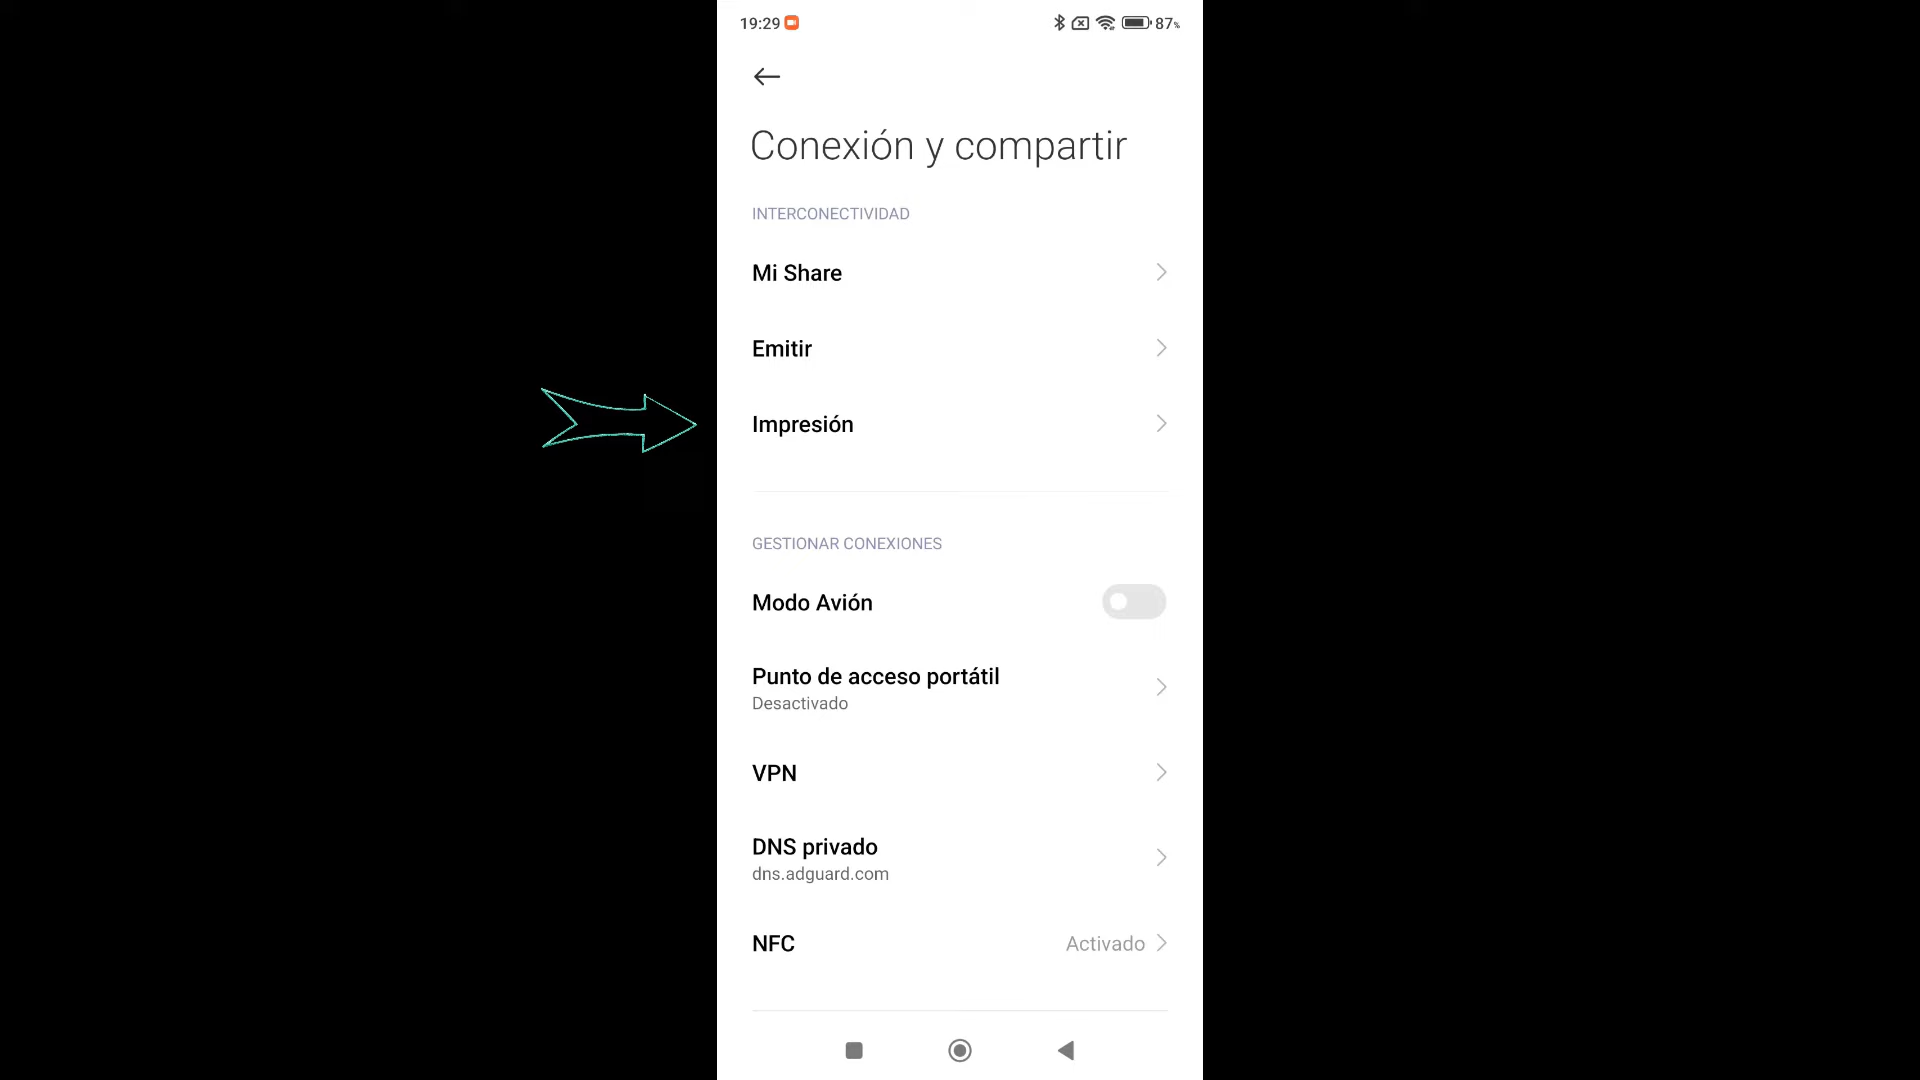 19:29 87%
Conexión y compartir
INTERCONECTIVIDAD
Mi Share
Emitir
Impresión
GESTIONAR CONEXIONES
Modo Avión
Punto de acceso portátil
Desactivado
VPN
DNS privado
dns.adguard.com
NFC Activado